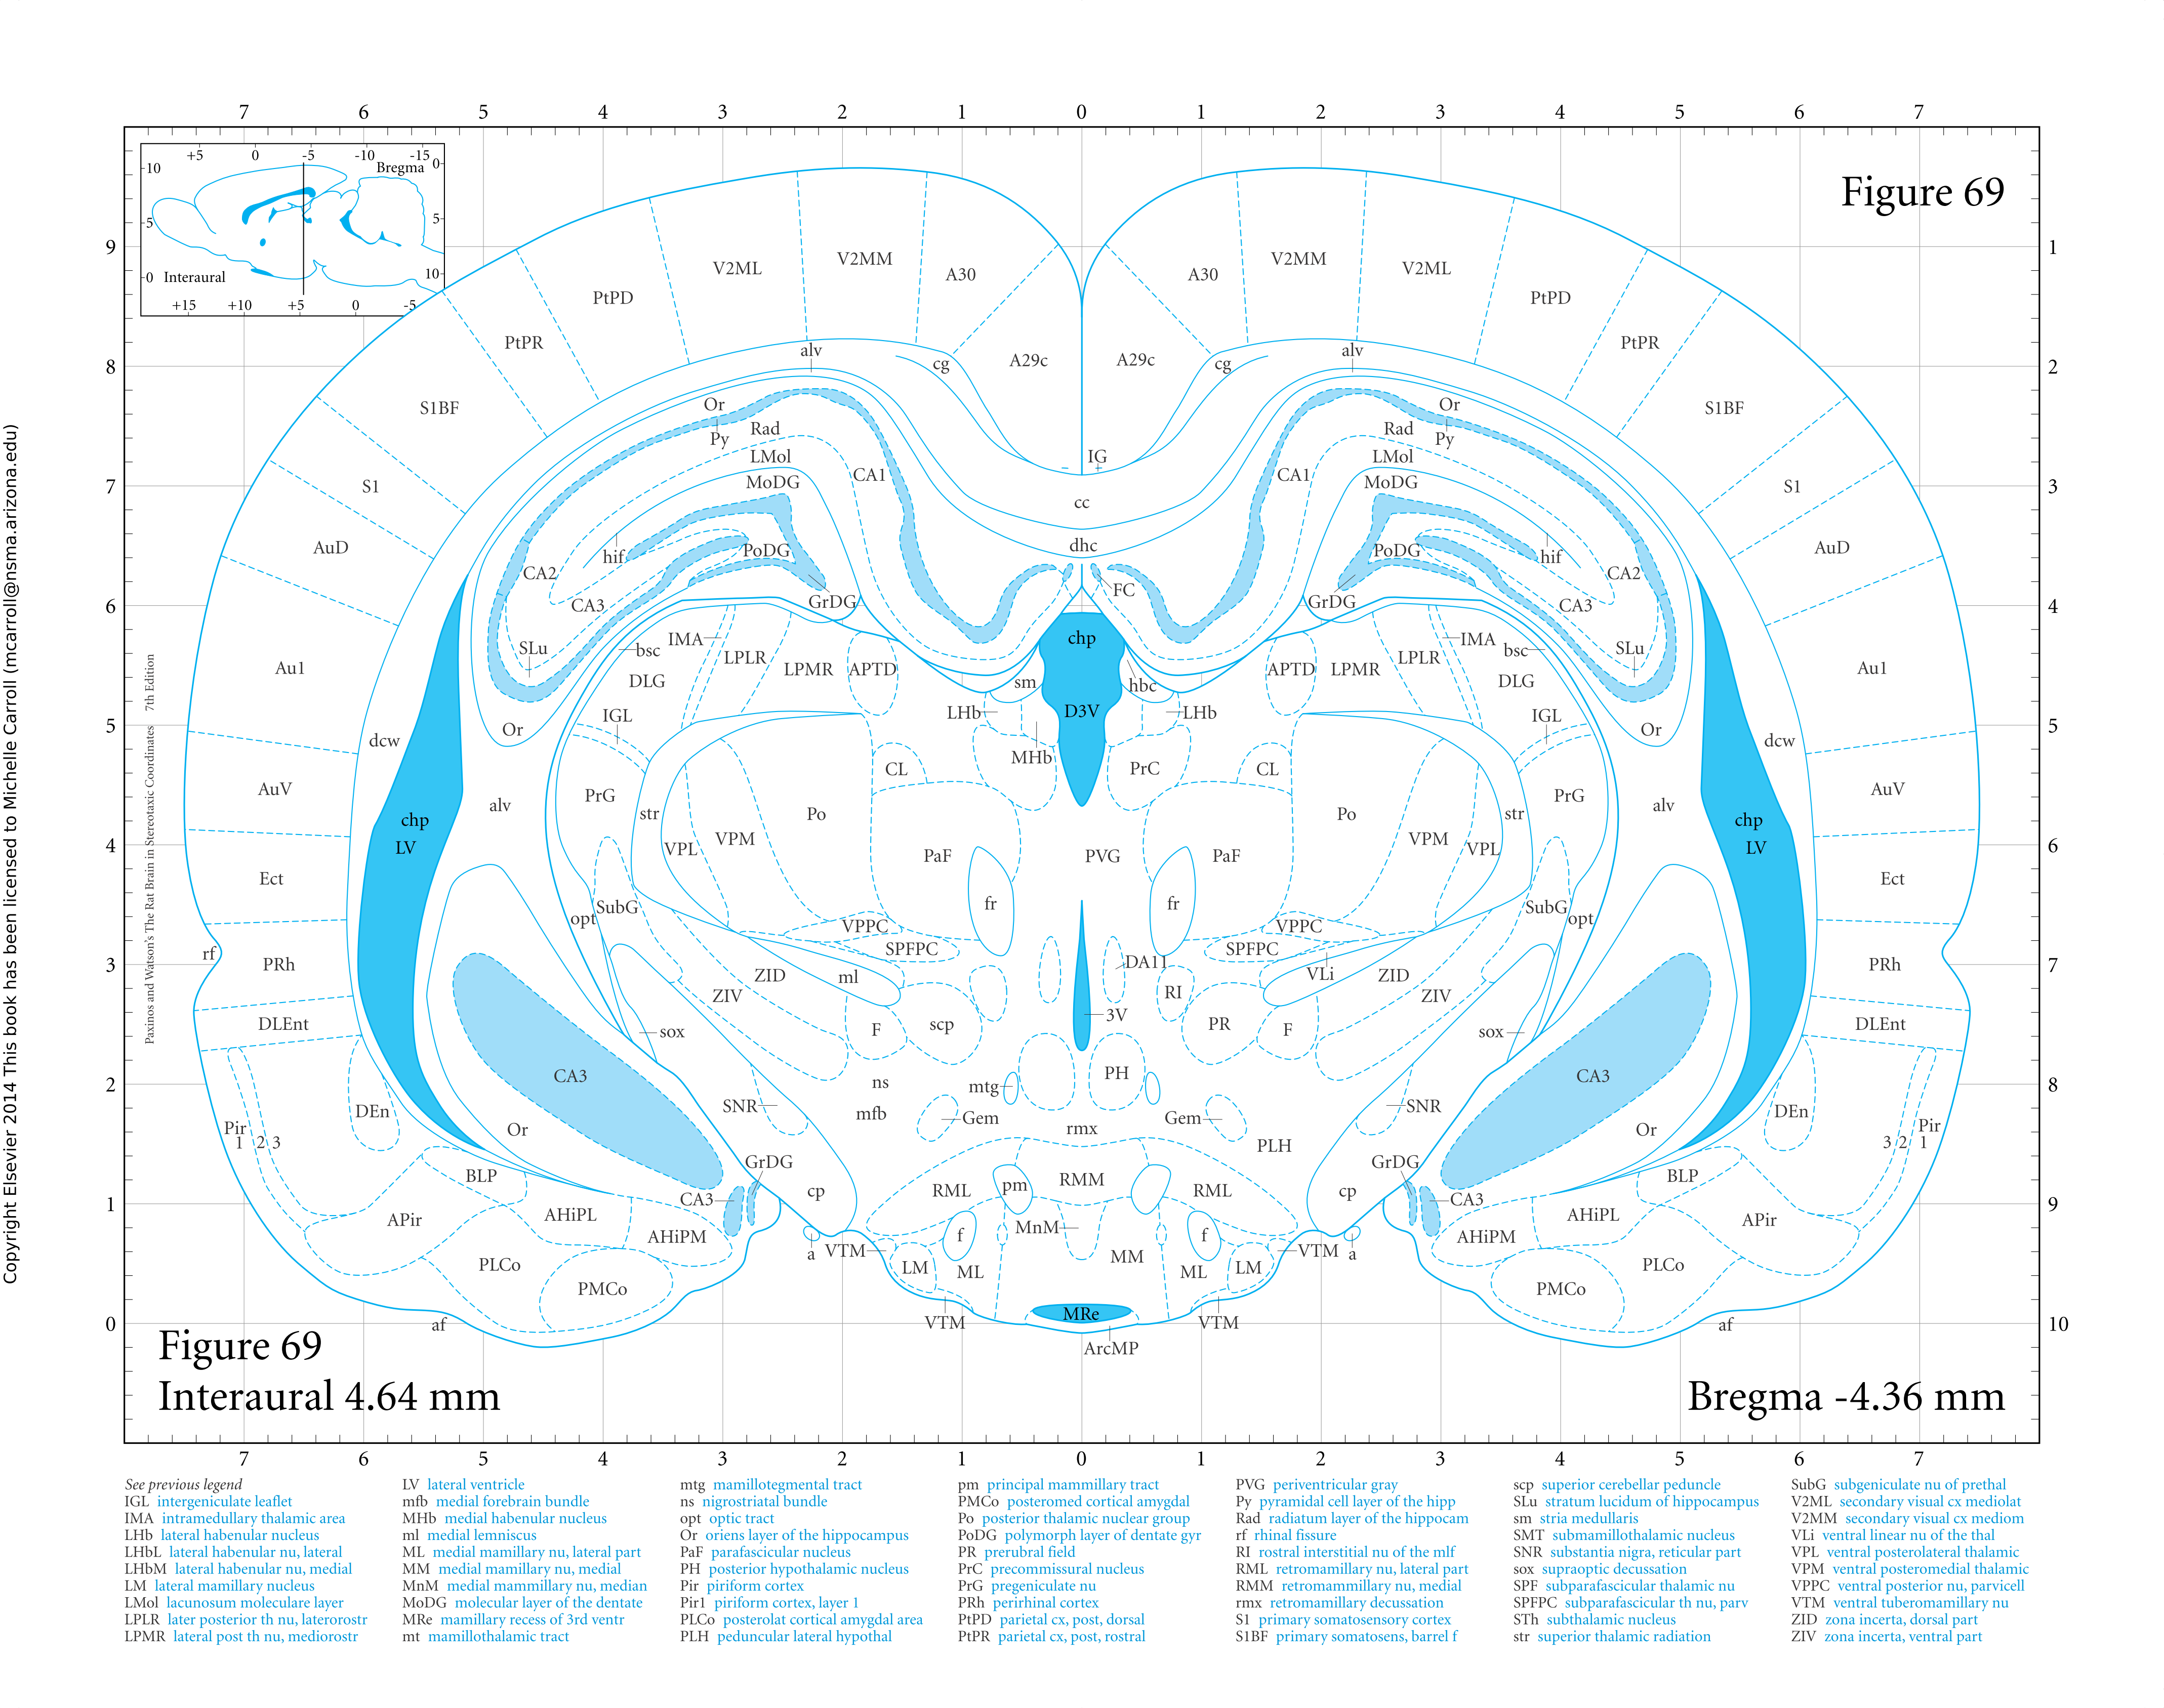 7 6 5 4 3 2 1 0 1 2 3 4 5 6 7
+5 0 -5 -10 -15
Bregma
10 0
5 5
0 Interaural 10
+15 +10 +5 0 -5
Figure 69
9 1
8 2
7 3
6 4
5 5
4 6
3 7
2 8
1 9
0 10
V2ML V2MM A30 A30 V2MM V2ML
PtPD PtPD
PtPR PtPR
A29c A29c
alv cg cg alv
S1BF S1BF
Or Or
Py Rad Rad Py
LMol IG LMol
MoDG CA1 CA1 MoDG
S1 S1
cc
AuD AuD
dhc
hif PoDG PoDG hif
CA2 CA2
CA3 GrDG FC GrDG CA3
chp
SLu bsc IMA LPLR LPMR APTD APTD LPMR LPLR IMA bsc SLu
Au1 DLG sm hbc DLG Au1
IGL LHb D3V LHb IGL
Or Or
dcw MHb dcw
CL PrC CL
AuV alv PrG PrG alv AuV
chp str Po Po str chp
LV VPL VPM VPM VPL LV
PaF PVG PaF
Ect Ect
SubG fr fr SubG
opt VPPC VPPC opt
rf PRh SPFPC SPFPC PRh
DA11
ZID ml VLi ZID
ZIV RI ZIV
DLEnt 3V DLEnt
sox F scp PR F sox
CA3 PH CA3
ns mtg
DEn SNR mfb Gem Gem SNR DEn
Pir Or rmx Or Pir
1 2 3 PLH 3 2 1
GrDG GrDG
BLP RMM BLP
CA3 cp RML pm RML cp CA3
APir AHiPL AHiPL APir
AHiPM MnM AHiPM
f f
a VTM VTM a
PLCo LM ML MM ML LM PLCo
PMCo PMCo
MRe
af VTM VTM af
ArcMP
Figure 69
Interaural 4.64 mm
Bregma -4.36 mm
7 6 5 4 3 2 1 0 1 2 3 4 5 6 7
Copyright Elsevier 2014 This book has been licensed to Michelle Carroll (mcarroll@nsma.arizona.edu)
Paxinos and Watson's The Rat Brain in Stereotaxic Coordinates 7th Edition
See previous legend
IGL intergeniculate leaflet
IMA intramedullary thalamic area
LHb lateral habenular nucleus
LHbL lateral habenular nu, lateral
LHbM lateral habenular nu, medial
LM lateral mamillary nucleus
LMol lacunosum moleculare layer
LPLR later posterior th nu, laterorostr
LPMR lateral post th nu, mediorostr
LV lateral ventricle
mfb medial forebrain bundle
MHb medial habenular nucleus
ml medial lemniscus
ML medial mamillary nu, lateral part
MM medial mamillary nu, medial
MnM medial mammillary nu, median
MoDG molecular layer of the dentate
MRe mamillary recess of 3rd ventr
mt mamillothalamic tract
mtg mamillotegmental tract
ns nigrostriatal bundle
opt optic tract
Or oriens layer of the hippocampus
PaF parafascicular nucleus
PH posterior hypothalamic nucleus
Pir piriform cortex
Pir1 piriform cortex, layer 1
PLCo posterolat cortical amygdal area
PLH peduncular lateral hypothal
pm principal mammillary tract
PMCo posteromed cortical amygdal
Po posterior thalamic nuclear group
PoDG polymorph layer of dentate gyr
PR prerubral field
PrC precommissural nucleus
PrG pregeniculate nu
PRh perirhinal cortex
PtPD parietal cx, post, dorsal
PtPR parietal cx, post, rostral
PVG periventricular gray
Py pyramidal cell layer of the hipp
Rad radiatum layer of the hippocam
rf rhinal fissure
RI rostral interstitial nu of the mlf
RML retromamillary nu, lateral part
RMM retromammillary nu, medial
rmx retromamillary decussation
S1 primary somatosensory cortex
S1BF primary somatosens, barrel f
scp superior cerebellar peduncle
SLu stratum lucidum of hippocampus
sm stria medullaris
SMT submamillothalamic nucleus
SNR substantia nigra, reticular part
sox supraoptic decussation
SPF subparafascicular thalamic nu
SPFPC subparafascicular th nu, parv
STh subthalamic nucleus
str superior thalamic radiation
SubG subgeniculate nu of prethal
V2ML secondary visual cx mediolat
V2MM secondary visual cx mediom
VLi ventral linear nu of the thal
VPL ventral posterolateral thalamic
VPM ventral posteromedial thalamic
VPPC ventral posterior nu, parvicell
VTM ventral tuberomamillary nu
ZID zona incerta, dorsal part
ZIV zona incerta, ventral part